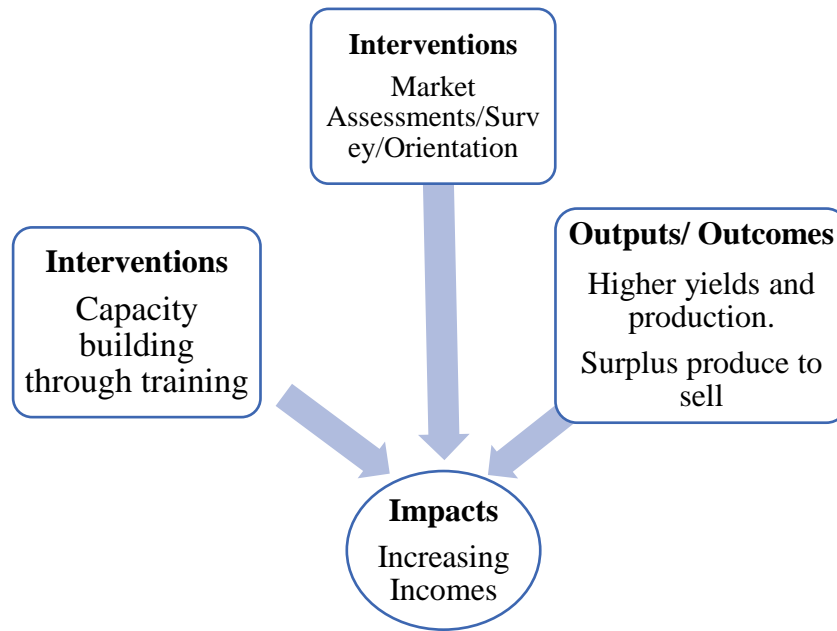 Interventions
Market
Assessments/Surv
ey/Orientation
Interventions
Capacity
building
through training
Outputs/ Outcomes
Higher yields and
production.
Surplus produce to
sell
Impacts
Increasing
Incomes